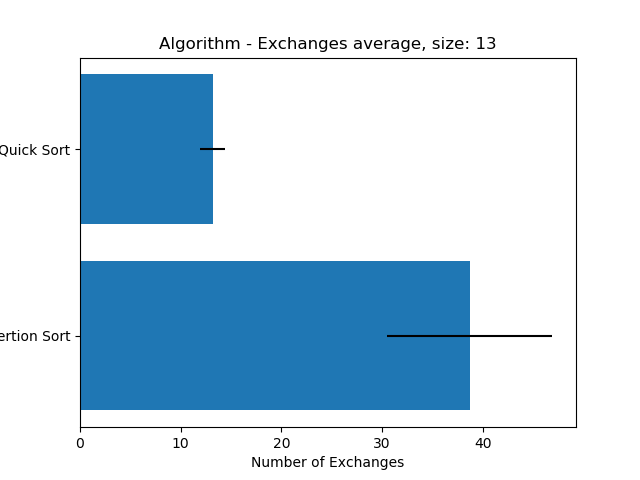 Algorithm - Exchanges average, size: 13
Quick Sort
ertion Sort
0 10 20 30 40
Number of Exchanges